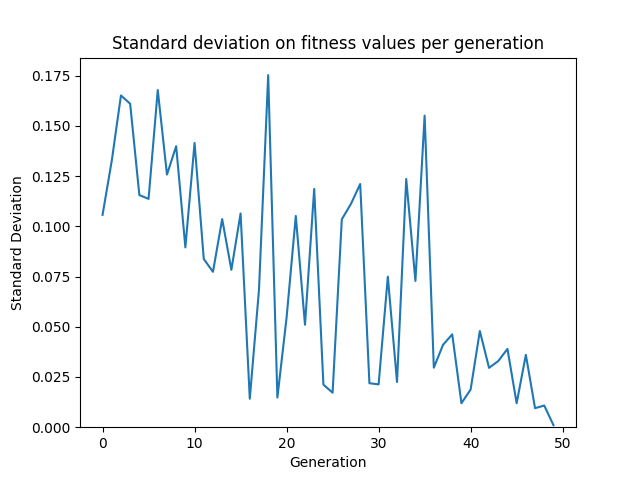 Standard deviation on fitness values per generation
0.175
0.150
0.125
0.100
0.075
0.050
0.025
0.000
Standard Deviation
0 10 20 30 40 50
Generation